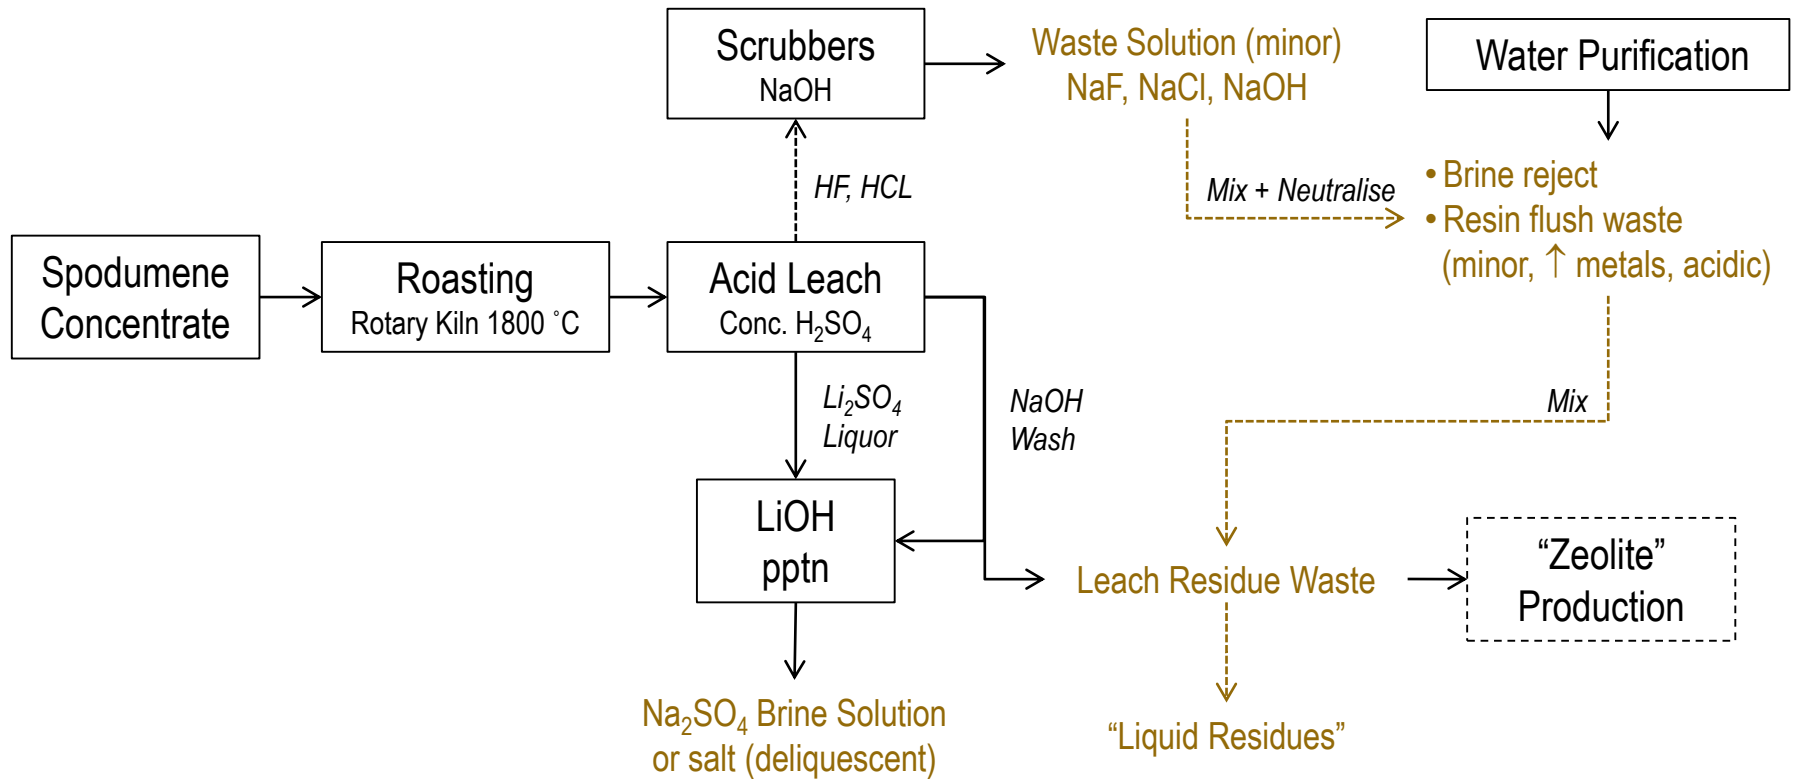 Scrubbers
NaOH
Waste Solution (minor)
NaF, NaCl, NaOH
Water Purification
HF, HCL
Mix + Neutralise
• Brine reject
• Resin flush waste
(minor, ↑ metals, acidic)
Spodumene
Concentrate
Roasting
Rotary Kiln 1800 ˚C
Acid Leach
Conc. H₂SO₄
Li₂SO₄
Liquor
NaOH
Wash
Mix
LiOH
pptn
Leach Residue Waste
“Zeolite”
Production
Na₂SO₄ Brine Solution
or salt (deliquescent)
“Liquid Residues”